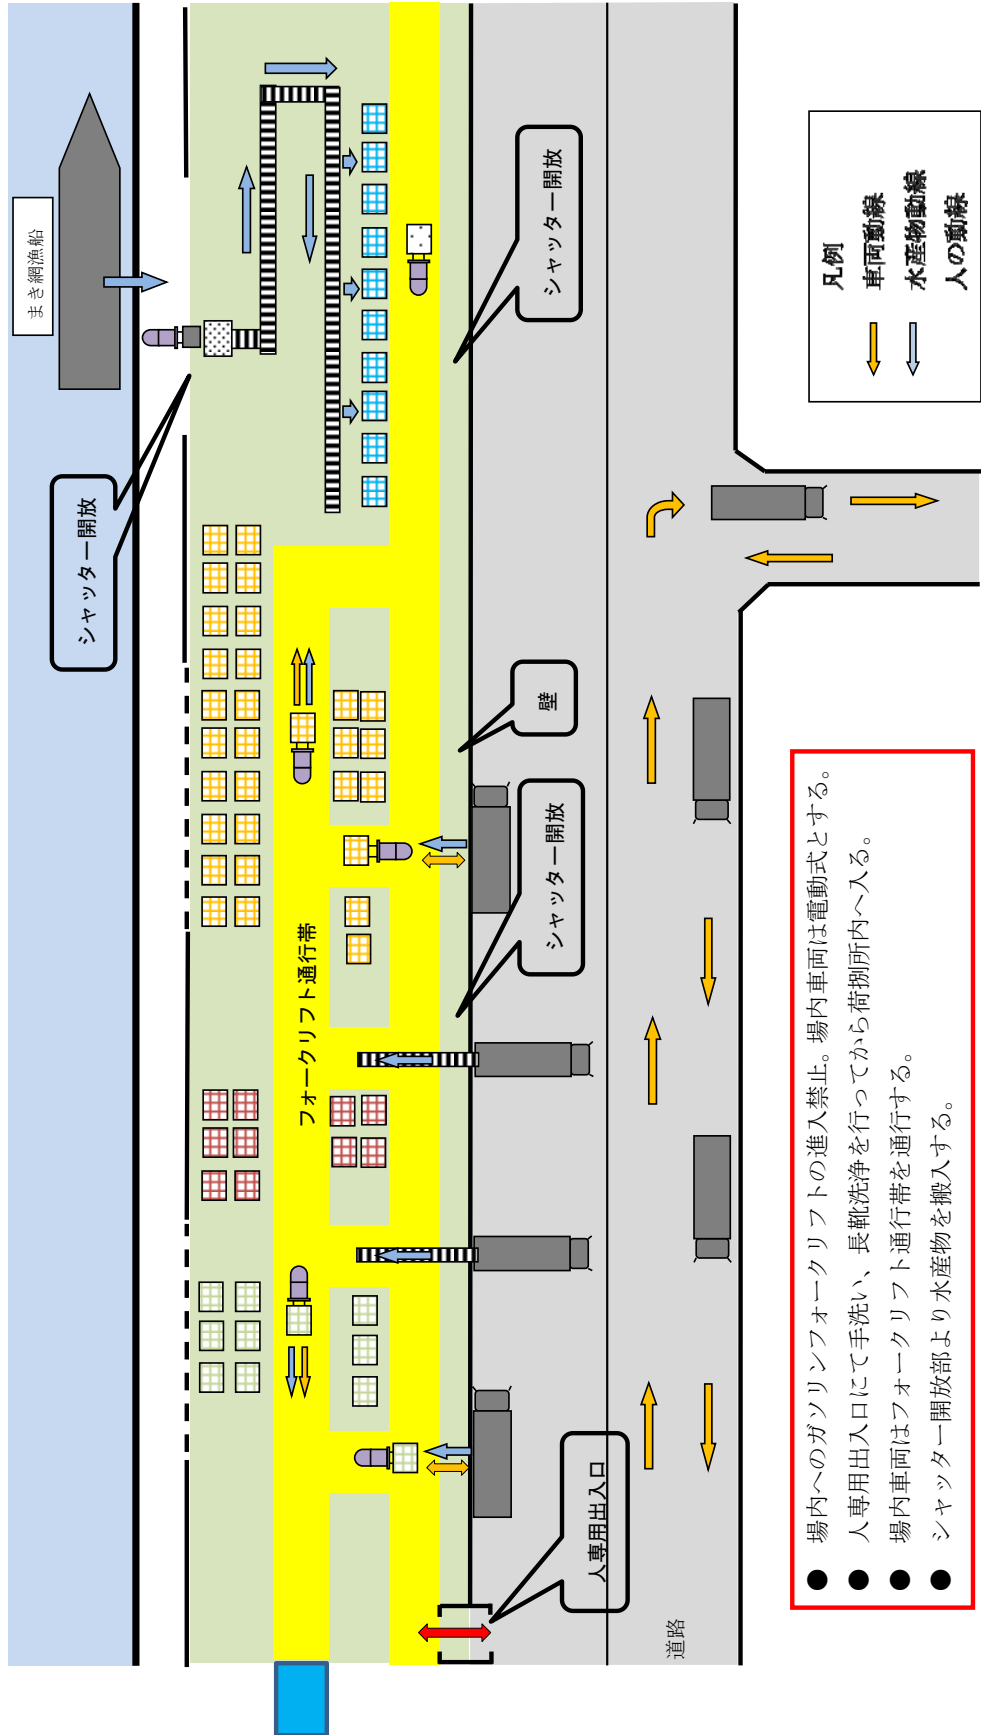 まき網漁船
シャッター開放
シャッター開放
壁
シャッター開放
フォークリフト通行帯
人専用出入口
道路
凡例
車両動線
水産物動線
人の動線
● 場内へのガソリンフォークリフトの進入禁止。場内車両は電動式とする。
● 人専用出入口にて手洗い、長靴洗浄を行ってから荷捌所内へ入る。
● 場内車両はフォークリフト通行帯を通行する。
● シャッター開放部より水産物を搬入する。